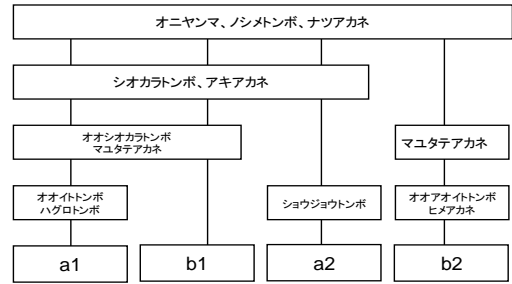 オニヤンマ、ノシメトンボ、ナツアカネ
シオカラトンボ、アキアカネ
オオシオカラトンボ
マユタテアカネ
マユタテアカネ
オオイトトンボ
ハグロトンボ
ショウジョウトンボ
オオアオイトトンボ
ヒメアカネ
a1
b1
a2
b2